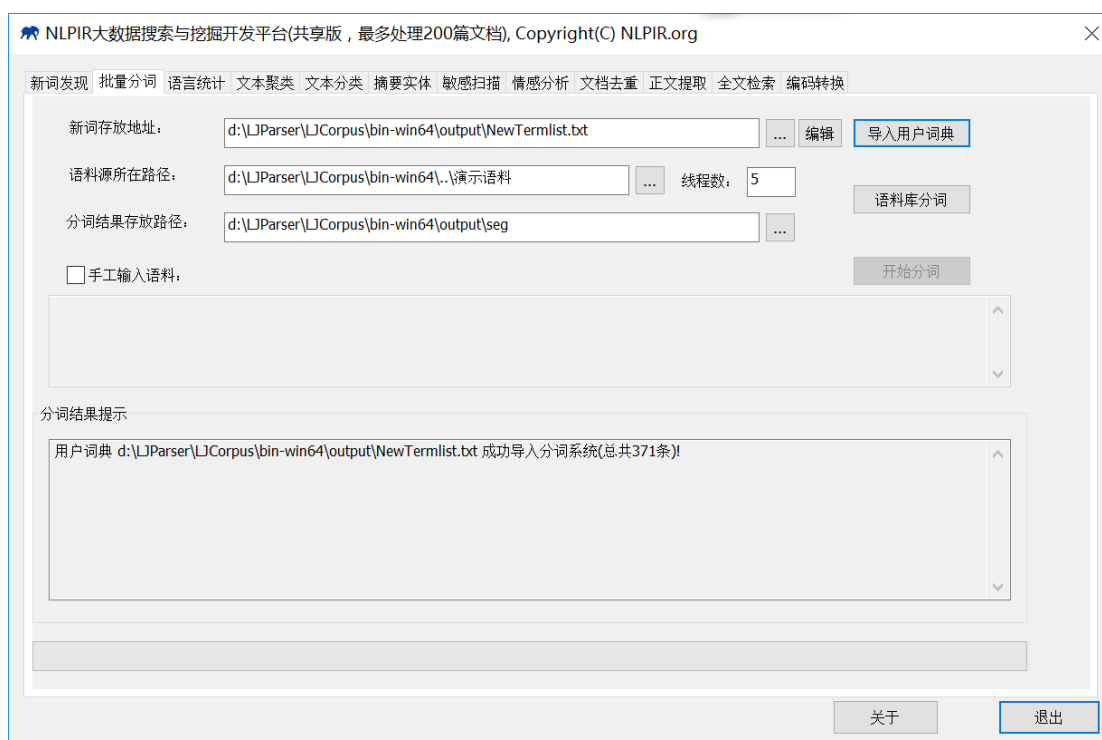 NLPIR大数据搜索与挖掘开发平台(共享版，最多处理200篇文档), Copyright(C) NLPIR.org
新词发现 批量分词 语言统计 文本聚类 文本分类 摘要实体 敏感扫描 情感分析 文档去重 正文提取 全文检索 编码转换
新词存放地址: d:\LJParser\LJCorpus\bin-win64\output\NewTermlist.txt ... 编辑 导入用户词典
语料源所在路径: d:\LJParser\LJCorpus\bin-win64\..\演示语料 ... 线程数: 5
语料库分词
分词结果存放路径: d:\LJParser\LJCorpus\bin-win64\output\seg ...
手工输入语料: 开始分词
分词结果提示
用户词典 d:\LJParser\LJCorpus\bin-win64\output\NewTermlist.txt 成功导入分词系统(总共371条)!
关于 退出